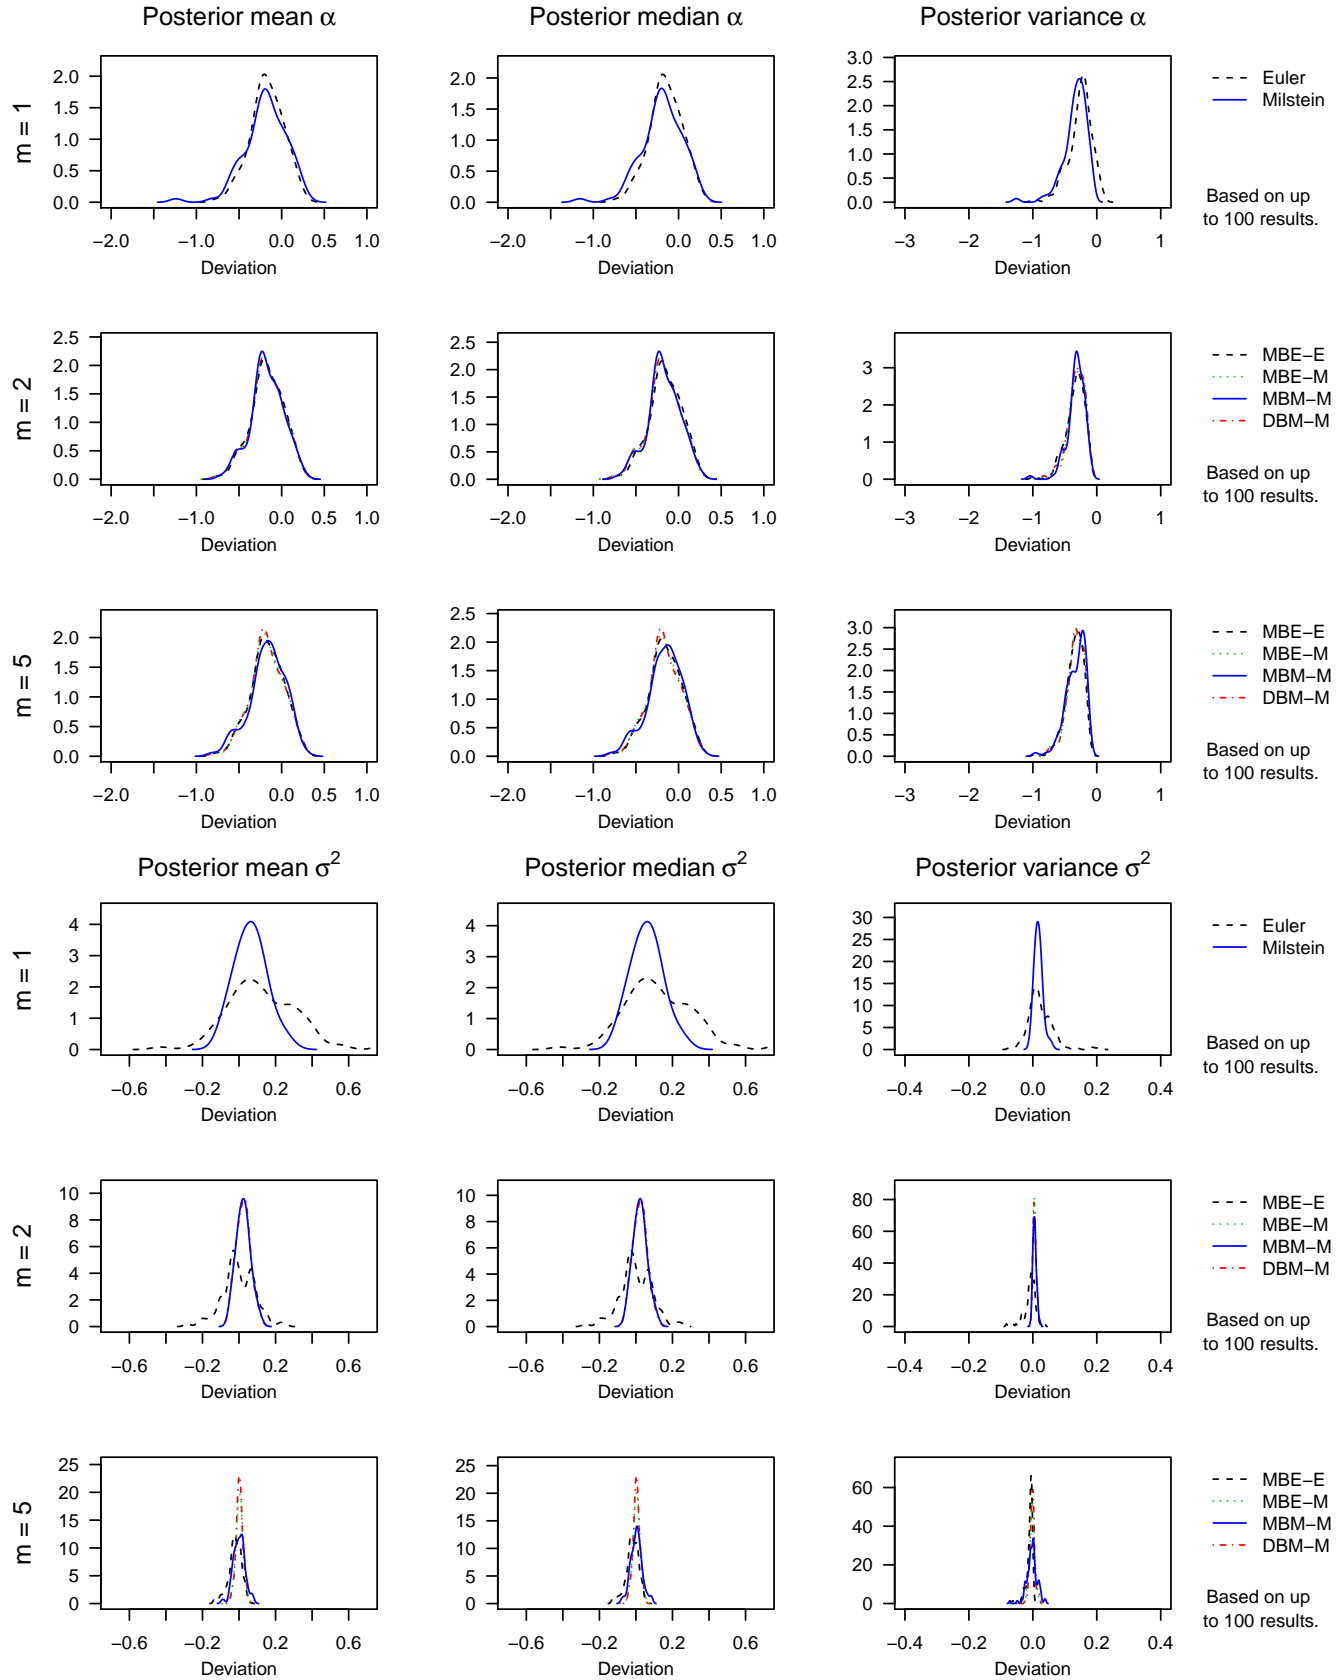 Posterior mean α Posterior median α Posterior variance α
m = 1
0.0 0.5 1.0 1.5 2.0
−2.0 −1.0 0.0 0.5 1.0
Deviation
0.0 0.5 1.0 1.5 2.0
−2.0 −1.0 0.0 0.5 1.0
Deviation
0.0 0.5 1.0 1.5 2.0 2.5 3.0
−3 −2 −1 0 1
Deviation
Euler
Milstein
Based on up
to 100 results.
m = 2
0.0 0.5 1.0 1.5 2.0 2.5
−2.0 −1.0 0.0 0.5 1.0
Deviation
0.0 0.5 1.0 1.5 2.0 2.5
−2.0 −1.0 0.0 0.5 1.0
Deviation
0 1 2 3
−3 −2 −1 0 1
Deviation
MBE−E
MBE−M
MBM−M
DBM−M
Based on up
to 100 results.
m = 5
0.0 0.5 1.0 1.5 2.0
−2.0 −1.0 0.0 0.5 1.0
Deviation
0.0 0.5 1.0 1.5 2.0 2.5
−2.0 −1.0 0.0 0.5 1.0
Deviation
0.0 0.5 1.0 1.5 2.0 2.5 3.0
−3 −2 −1 0 1
Deviation
MBE−E
MBE−M
MBM−M
DBM−M
Based on up
to 100 results.
Posterior mean σ² Posterior median σ² Posterior variance σ²
m = 1
0 1 2 3 4
−0.6 −0.2 0.2 0.6
Deviation
0 1 2 3 4
−0.6 −0.2 0.2 0.6
Deviation
0 5 10 15 20 25 30
−0.4 −0.2 0.0 0.2 0.4
Deviation
Euler
Milstein
Based on up
to 100 results.
m = 2
0 2 4 6 8 10
−0.6 −0.2 0.2 0.6
Deviation
0 2 4 6 8 10
−0.6 −0.2 0.2 0.6
Deviation
0 20 40 60 80
−0.4 −0.2 0.0 0.2 0.4
Deviation
MBE−E
MBE−M
MBM−M
DBM−M
Based on up
to 100 results.
m = 5
0 5 10 15 20 25
−0.6 −0.2 0.2 0.6
Deviation
0 5 10 15 20 25
−0.6 −0.2 0.2 0.6
Deviation
0 20 40 60
−0.4 −0.2 0.0 0.2 0.4
Deviation
MBE−E
MBE−M
MBM−M
DBM−M
Based on up
to 100 results.